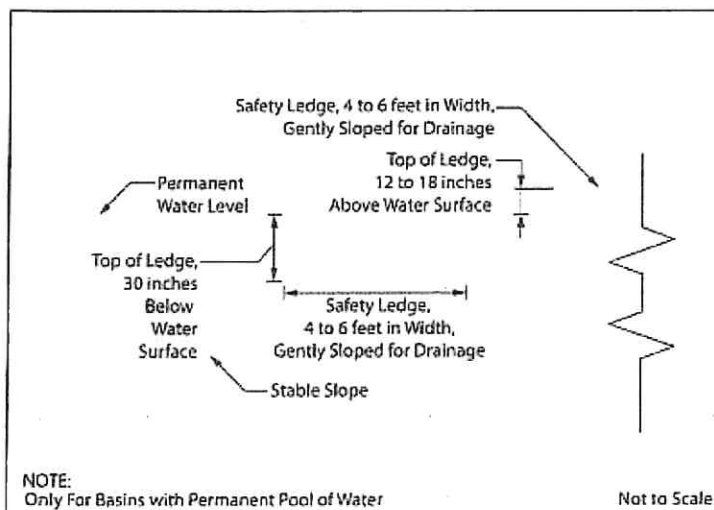 Safety Ledge, 4 to 6 feet in Width,
Gently Sloped for Drainage
Top of Ledge,
12 to 18 inches
Above Water Surface
Permanent
Water Level
Top of Ledge,
30 inches
Below
Water
Surface
Safety Ledge,
4 to 6 feet in Width,
Gently Sloped for Drainage
Stable Slope
NOTE:
Only For Basins with Permanent Pool of Water
Not to Scale